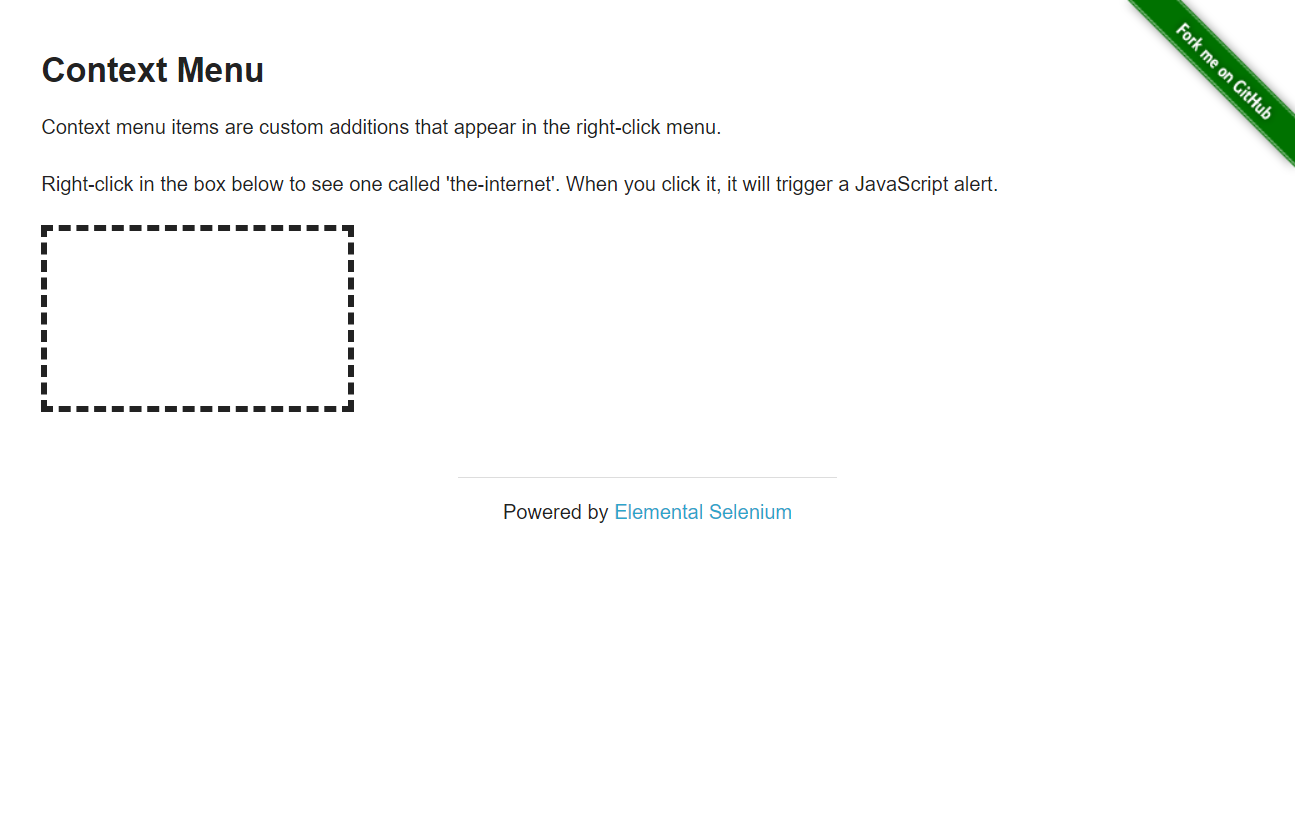 Fork me on GitHub
Context Menu
Context menu items are custom additions that appear in the right-click menu.
Right-click in the box below to see one called 'the-internet'. When you click it, it will trigger a JavaScript alert.
Powered by Elemental Selenium